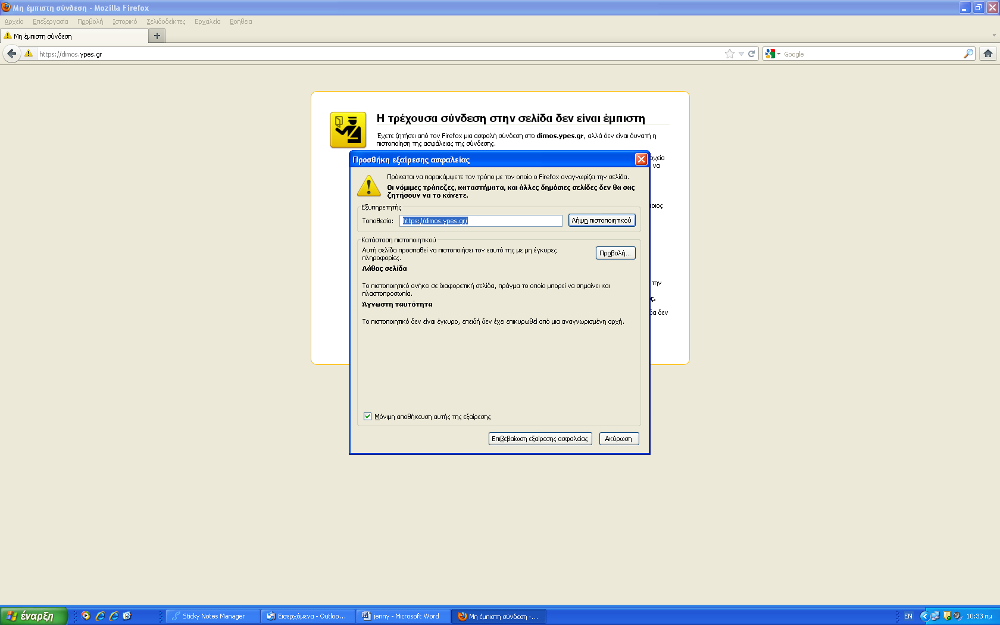 Μη έμπιστη σύνδεση - Mozilla Firefox
Αρχείο Επεξεργασία Προβολή Ιστορικό Σελιδοδείκτες Εργαλεία Βοήθεια
Μη έμπιστη σύνδεση
https://dimos.ypes.gr
Google
Η τρέχουσα σύνδεση στην σελίδα δεν είναι έμπιστη
Έχετε ζητήσει από τον Firefox μια ασφαλή σύνδεση στο dimos.ypes.gr, αλλά δεν είναι δυνατή η
πιστοποίηση της ασφάλειας της σύνδεσης.
Προσθήκη εξαίρεσης ασφαλείας
Πρόκειται να παρακάμψετε τον τρόπο με τον οποίο ο Firefox αναγνωρίζει την σελίδα.
Οι νόμιμες τράπεζες, καταστήματα, και άλλες δημόσιες σελίδες δεν θα σας
ζητήσουν να το κάνετε.
Εξυπηρετητής
Τοποθεσία: https://dimos.ypes.gr/ Λήψη πιστοποιητικού
Κατάσταση πιστοποιητικού
Αυτή σελίδα προσπαθεί να πιστοποιήσει τον εαυτό της με μη έγκυρες
πληροφορίες.
Προβολή...
Λάθος σελίδα
Το πιστοποιητικό ανήκει σε διαφορετική σελίδα, πράγμα το οποίο μπορεί να σημαίνει και
πλαστοπροσωπία.
Άγνωστη ταυτότητα
Το πιστοποιητικό δεν είναι έγκυρο, επειδή δεν έχει επικυρωθεί από μια αναγνωρισμένη αρχή.
Μόνιμη αποθήκευση αυτής της εξαίρεσης
Επιβεβαίωση εξαίρεσης ασφαλείας Ακύρωση
να
την
δεν
έναρξη
Sticky Notes Manager
Εισερχόμενα - Outloo...
jenny - Microsoft Word
Μη έμπιστη σύνδεση -...
EN
10:33 πμ